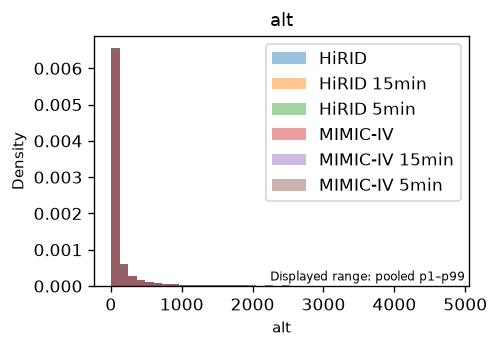 alt
HiRID
HiRID 15min
HiRID 5min
MIMIC-IV
MIMIC-IV 15min
MIMIC-IV 5min
Density
0.006
0.005
0.004
0.003
0.002
0.001
0.000
Displayed range: pooled p1–p99
0 1000 2000 3000 4000 5000
alt